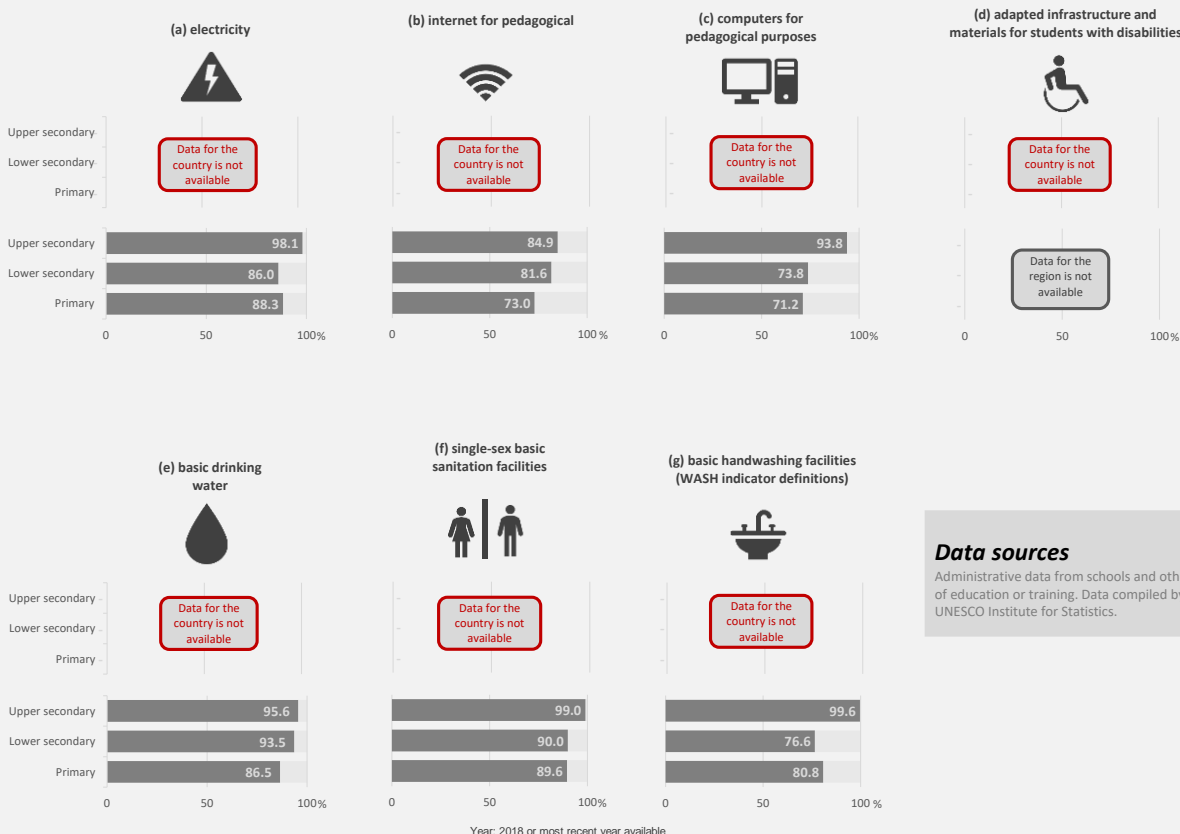 (a) electricity
(b) internet for pedagogical
(c) computers for
pedagogical purposes
(d) adapted infrastructure and
materials for students with disabilities
Upper secondary
Lower secondary
Primary
Data for the
country is not
available
Data for the
country is not
available
Data for the
country is not
available
Data for the
country is not
available
Upper secondary
Lower secondary
Primary
98.1
86.0
88.3
84.9
81.6
73.0
93.8
73.8
71.2
Data for the
region is not
available
0 50 100%
0 50 100%
0 50 100%
0 50 100%
(e) basic drinking
water
(f) single-sex basic
sanitation facilities
(g) basic handwashing facilities
(WASH indicator definitions)
Upper secondary
Lower secondary
Primary
Data for the
country is not
available
Data for the
country is not
available
Data for the
country is not
available
Data sources
Administrative data from schools and oth
of education or training. Data compiled by
UNESCO Institute for Statistics.
Upper secondary
Lower secondary
Primary
95.6
93.5
86.5
99.0
90.0
89.6
99.6
76.6
80.8
0 50 100%
0 50 100%
0 50 100%
Year: 2018 or most recent year available